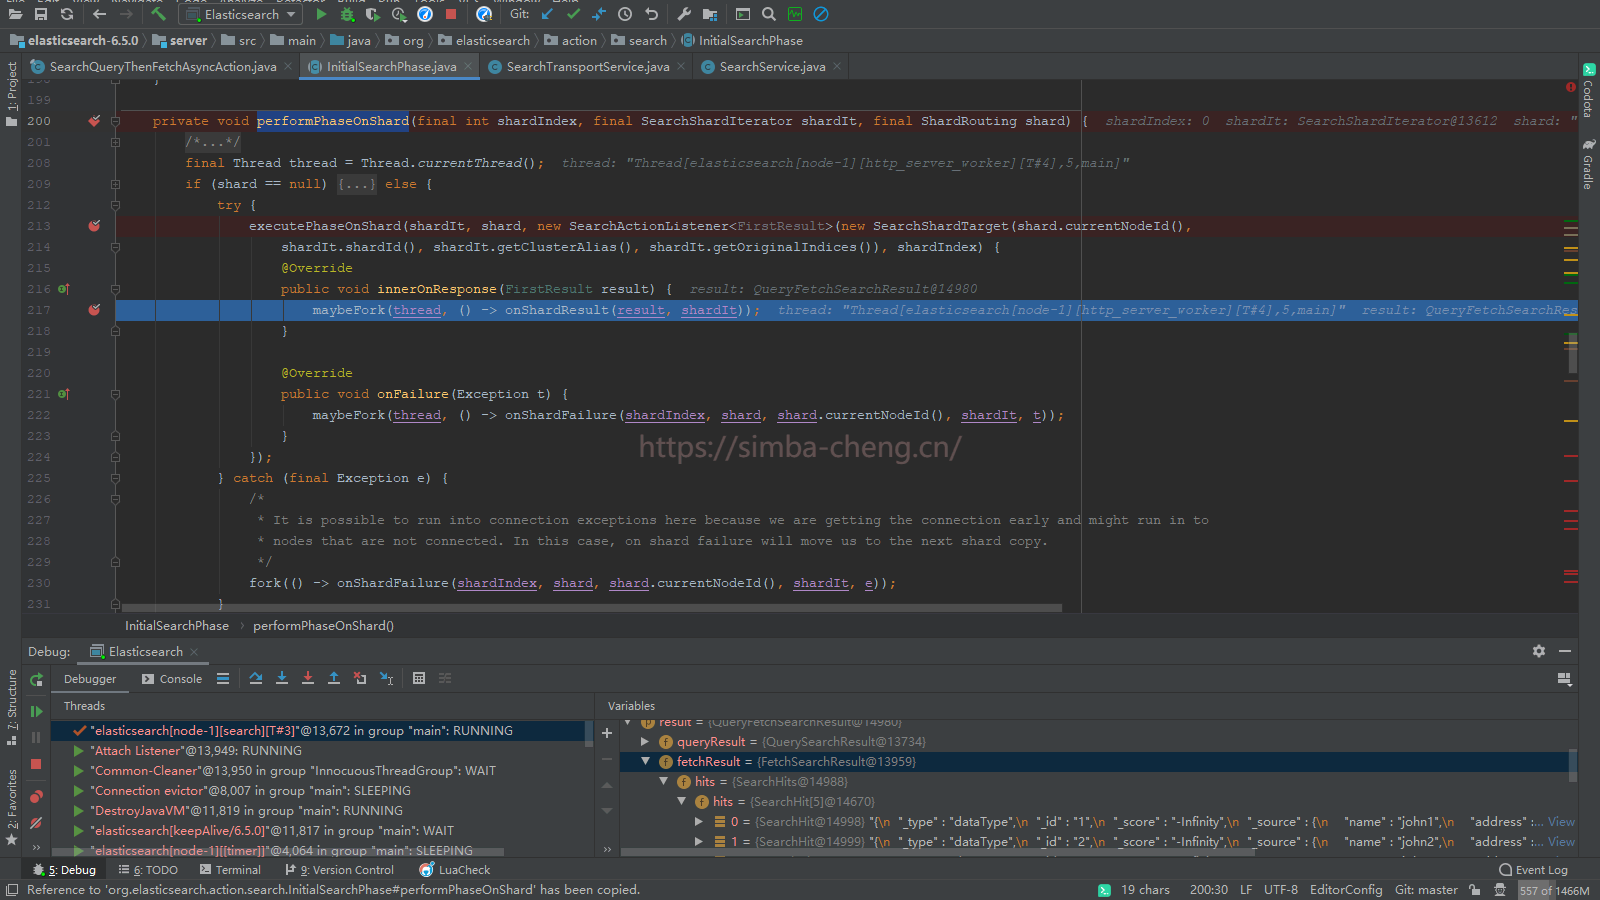 Elasticsearch
Git:
elasticsearch-6.5.0 server src main java org elasticsearch action search InitialSearchPhase
SearchQueryThenFetchAsyncAction.java InitialSearchPhase.java SearchTransportService.java SearchService.java
1: Project
Codota
Gradle
199
200 private void performPhaseOnShard(final int shardIndex, final SearchShardIterator shardIt, final ShardRouting shard) { shardIndex: 0 shardIt: SearchShardIterator@13612 shard: "
201 /*...*/
208 final Thread thread = Thread.currentThread(); thread: "Thread[elasticsearch[node-1][http_server_worker][T#4],5,main]"
209 if (shard == null) {...} else {
212 try {
213 executePhaseOnShard(shardIt, shard, new SearchActionListener<FirstResult>(new SearchShardTarget(shard.currentNodeId(),
214 shardIt.shardId(), shardIt.getClusterAlias(), shardIt.getOriginalIndices()), shardIndex) {
215 @Override
216 public void innerOnResponse(FirstResult result) { result: QueryFetchSearchResult@14980
217 maybeFork(thread, () -> onShardResult(result, shardIt)); thread: "Thread[elasticsearch[node-1][http_server_worker][T#4],5,main]" result: QueryFetchSearchRes
218 }
219
220 @Override
221 public void onFailure(Exception t) {
222 maybeFork(thread, () -> onShardFailure(shardIndex, shard, shard.currentNodeId(), shardIt, t));
223 }
https://simba-cheng.cn/
224 });
225 } catch (final Exception e) {
226 /*
227 * It is possible to run into connection exceptions here because we are getting the connection early and might run in to
228 * nodes that are not connected. In this case, on shard failure will move us to the next shard copy.
229 */
230 fork(() -> onShardFailure(shardIndex, shard, shard.currentNodeId(), shardIt, e));
231 }
InitialSearchPhase performPhaseOnShard()
Debug: Elasticsearch
Debugger Console
7: Structure
2: Favorites
Threads
"elasticsearch[node-1][search][T#3]"@13,672 in group "main": RUNNING
"Attach Listener"@13,949: RUNNING
"Common-Cleaner"@13,950 in group "InnocuousThreadGroup": WAIT
"Connection evictor"@8,007 in group "main": SLEEPING
"DestroyJavaVM"@11,819 in group "main": RUNNING
"elasticsearch[keepAlive/6.5.0]"@11,817 in group "main": WAIT
"elasticsearch[node-1][[timer]]"@4,064 in group "main": SLEEPING
Variables
result = {QueryFetchSearchResult@14980}
queryResult = {QuerySearchResult@13734}
fetchResult = {FetchSearchResult@13959}
hits = {SearchHits@14988}
hits = {SearchHit[5]@14670}
0 = {SearchHit@14998} "{\n "_type" : "dataType",\n "_id" : "1",\n "_score" : "-Infinity",\n "_source" : {\n "name" : "john1",\n "address" :... View
1 = {SearchHit@14999} "{\n "_type" : "dataType",\n "_id" : "2",\n "_score" : "-Infinity",\n "_source" : {\n "name" : "john2",\n "address" :... View
5: Debug 6: TODO Terminal 9: Version Control LuaCheck Event Log
Reference to 'org.elasticsearch.action.search.InitialSearchPhase#performPhaseOnShard' has been copied. 19 chars 200:30 LF UTF-8 EditorConfig Git: master 557 of 1466M